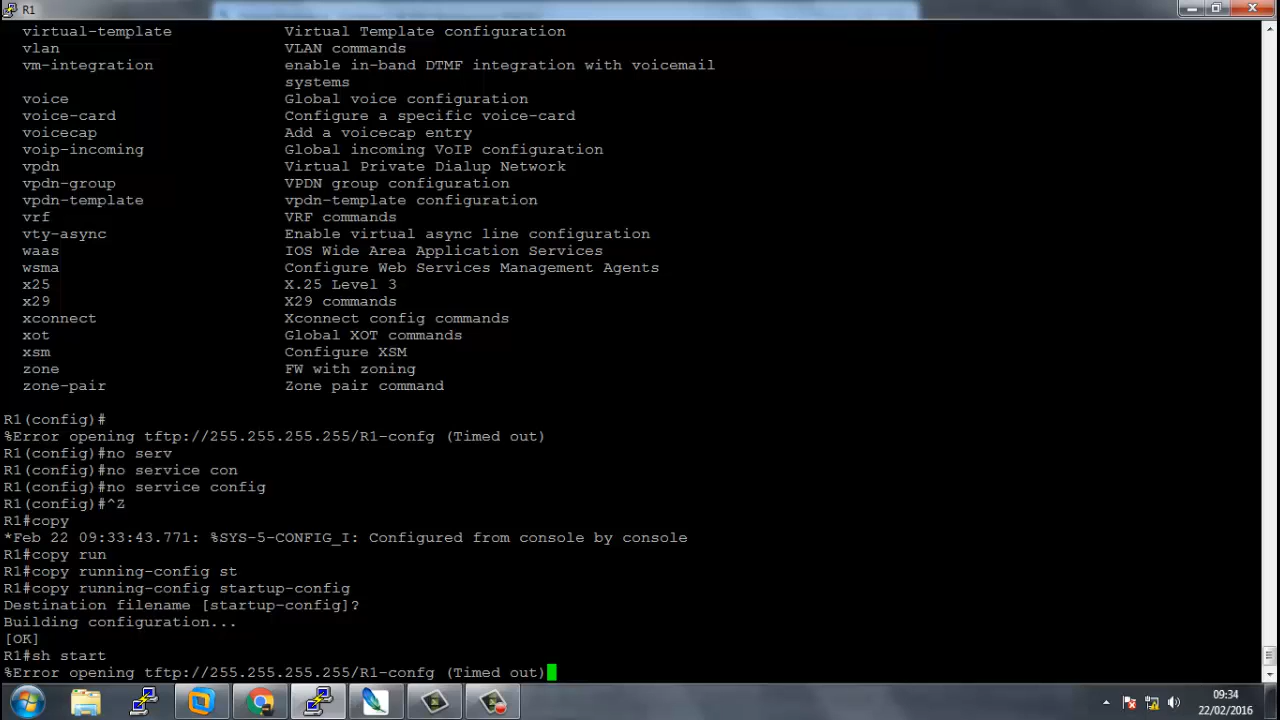 R1
virtual-template Virtual Template configuration
vlan VLAN commands
vm-integration enable in-band DTMF integration with voicemail
systems
voice Global voice configuration
voice-card Configure a specific voice-card
voicecap Add a voicecap entry
voip-incoming Global incoming VoIP configuration
vpdn Virtual Private Dialup Network
vpdn-group VPDN group configuration
vpdn-template vpdn-template configuration
vrf VRF commands
vty-async Enable virtual async line configuration
waas IOS Wide Area Application Services
wsma Configure Web Services Management Agents
x25 X.25 Level 3
x29 X29 commands
xconnect Xconnect config commands
xot Global XOT commands
xsm Configure XSM
zone FW with zoning
zone-pair Zone pair command
R1(config)#
%Error opening tftp://255.255.255.255/R1-confg (Timed out)
R1(config)#no serv
R1(config)#no service con
R1(config)#no service config
R1(config)#^Z
R1#copy
*Feb 22 09:33:43.771: %SYS-5-CONFIG_I: Configured from console by console
R1#copy run
R1#copy running-config st
R1#copy running-config startup-config
Destination filename [startup-config]?
Building configuration...
[OK]
R1#sh start
%Error opening tftp://255.255.255.255/R1-confg (Timed out)
09:34
22/02/2016